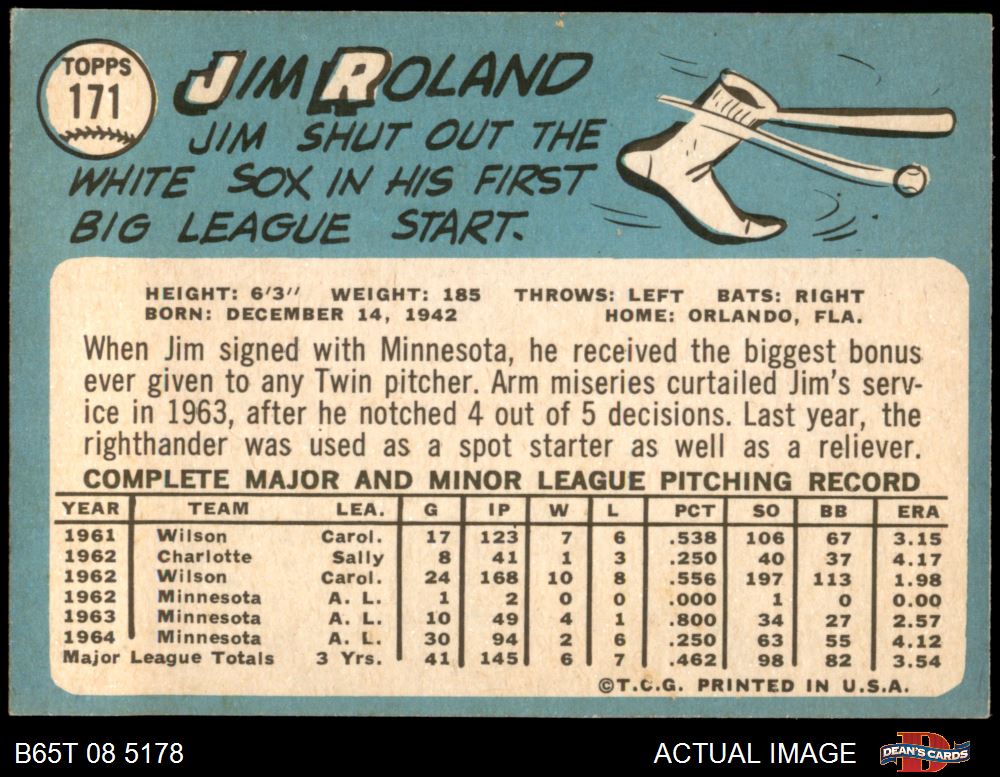 TOPPS
171
JIM ROLAND
JIM SHUT OUT THE
WHITE SOX IN HIS FIRST
BIG LEAGUE START.
HEIGHT: 6'3" WEIGHT: 185 THROWS: LEFT BATS: RIGHT
BORN: DECEMBER 14, 1942 HOME: ORLANDO, FLA.
When Jim signed with Minnesota, he received the biggest bonus
ever given to any Twin pitcher. Arm miseries curtailed Jim's serv-
ice in 1963, after he notched 4 out of 5 decisions. Last year, the
righthander was used as a spot starter as well as a reliever.
COMPLETE MAJOR AND MINOR LEAGUE PITCHING RECORD
YEAR TEAM LEA. G IP W L PCT SO BB ERA
1961 Wilson Carol. 17 123 7 6 .538 106 67 3.15
1962 Charlotte Sally 8 41 1 3 .250 40 37 4.17
1962 Wilson Carol. 24 168 10 8 .556 197 113 1.98
1962 Minnesota A. L. 1 2 0 0 .000 1 0 0.00
1963 Minnesota A. L. 10 49 4 1 .800 34 27 2.57
1964 Minnesota A. L. 30 94 2 6 .250 63 55 4.12
Major League Totals 3 Yrs. 41 145 6 7 .462 98 82 3.54
©T.C.G. PRINTED IN U.S.A.
B65T 08 5178 ACTUAL IMAGE DEAN'S CARDS